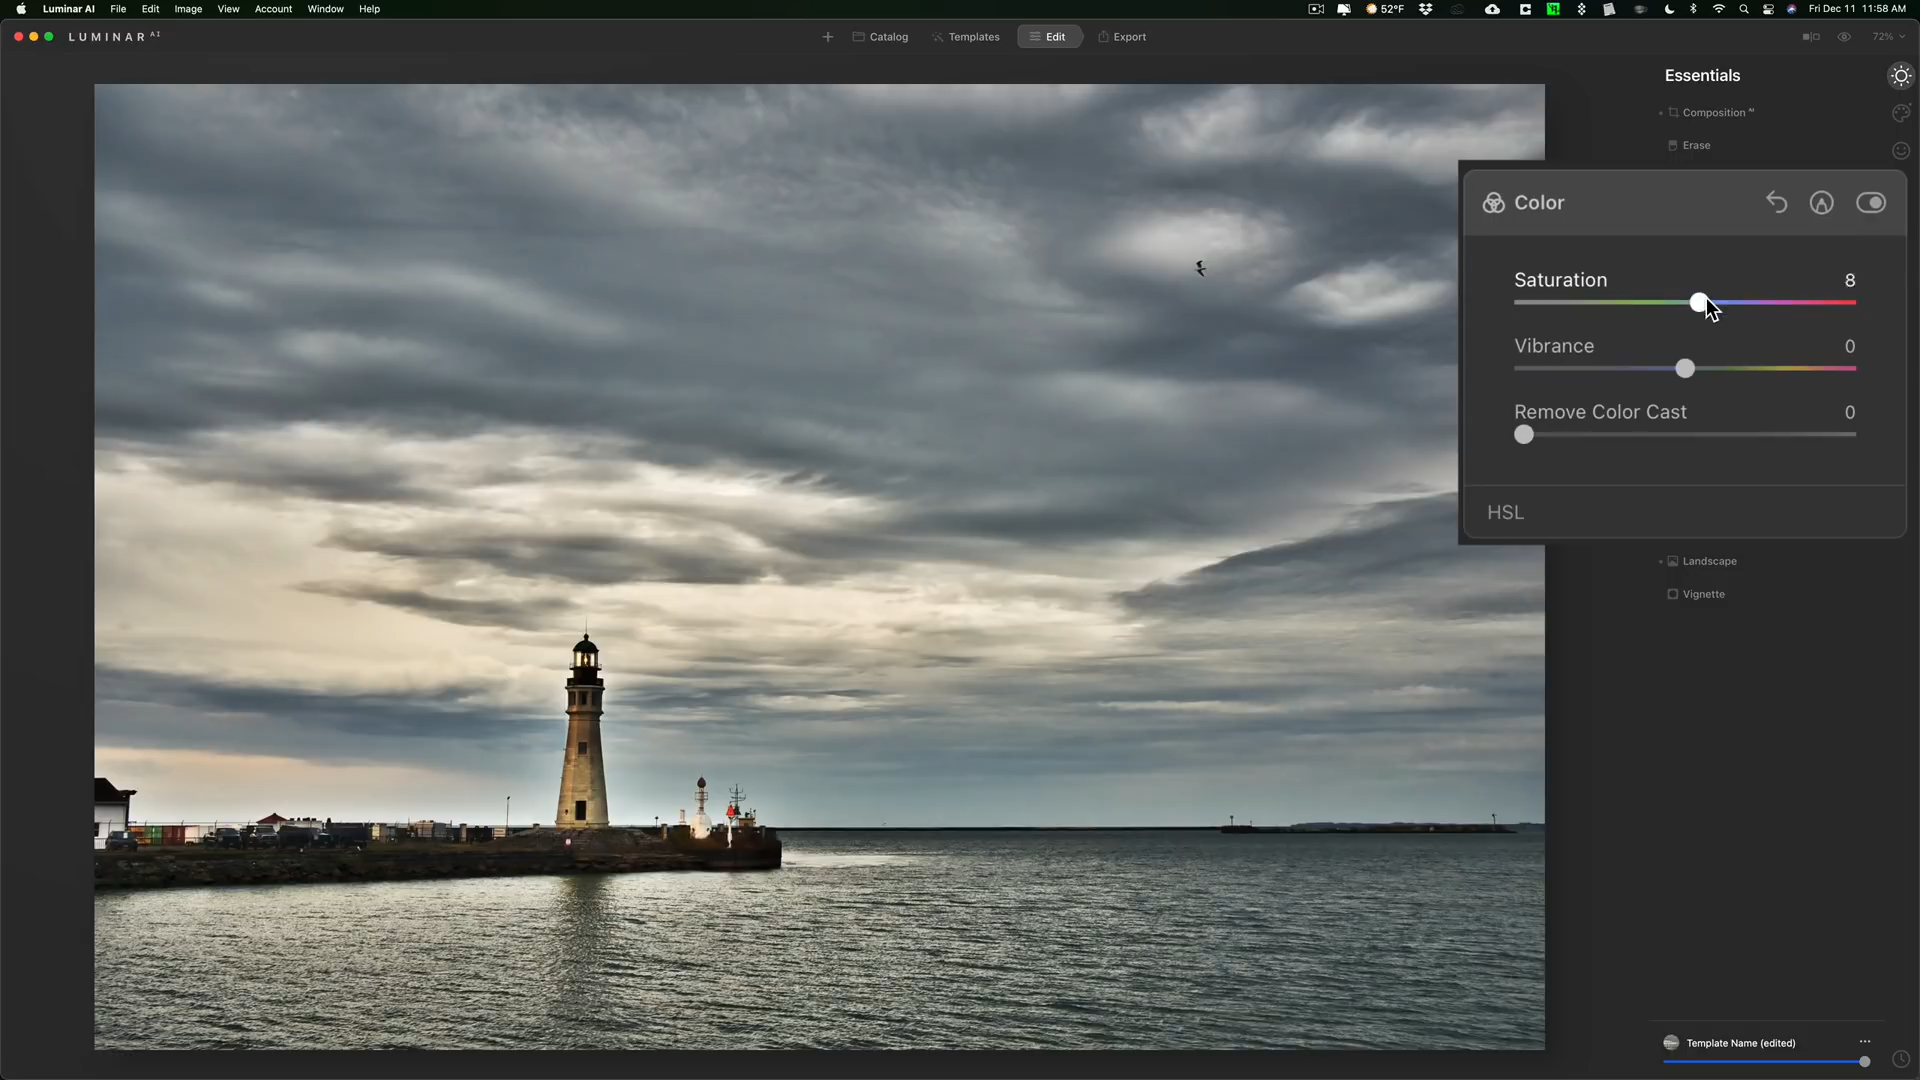 Luminar AI File Edit Image View Account Window Help 52°F Fri Dec 11 11:58 AM
LUMINAR AI Catalog Templates Edit Export 72%
Essentials
Composition AI
Erase
Color
Saturation 8
Vibrance 0
Remove Color Cast 0
HSL
Landscape
Vignette
Template Name (edited)